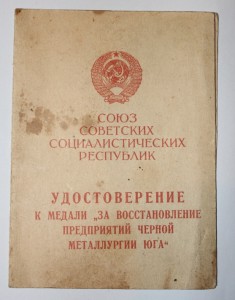 СОЮЗ
СОВЕТСКИХ
СОЦИАЛИСТИЧЕСКИХ
РЕСПУБЛИК
УДОСТОВЕРЕНИЕ
К МЕДАЛИ „ЗА ВОССТАНОВЛЕНИЕ
ПРЕДПРИЯТИЙ ЧЕРНОЙ
МЕТАЛЛУРГИИ ЮГА“